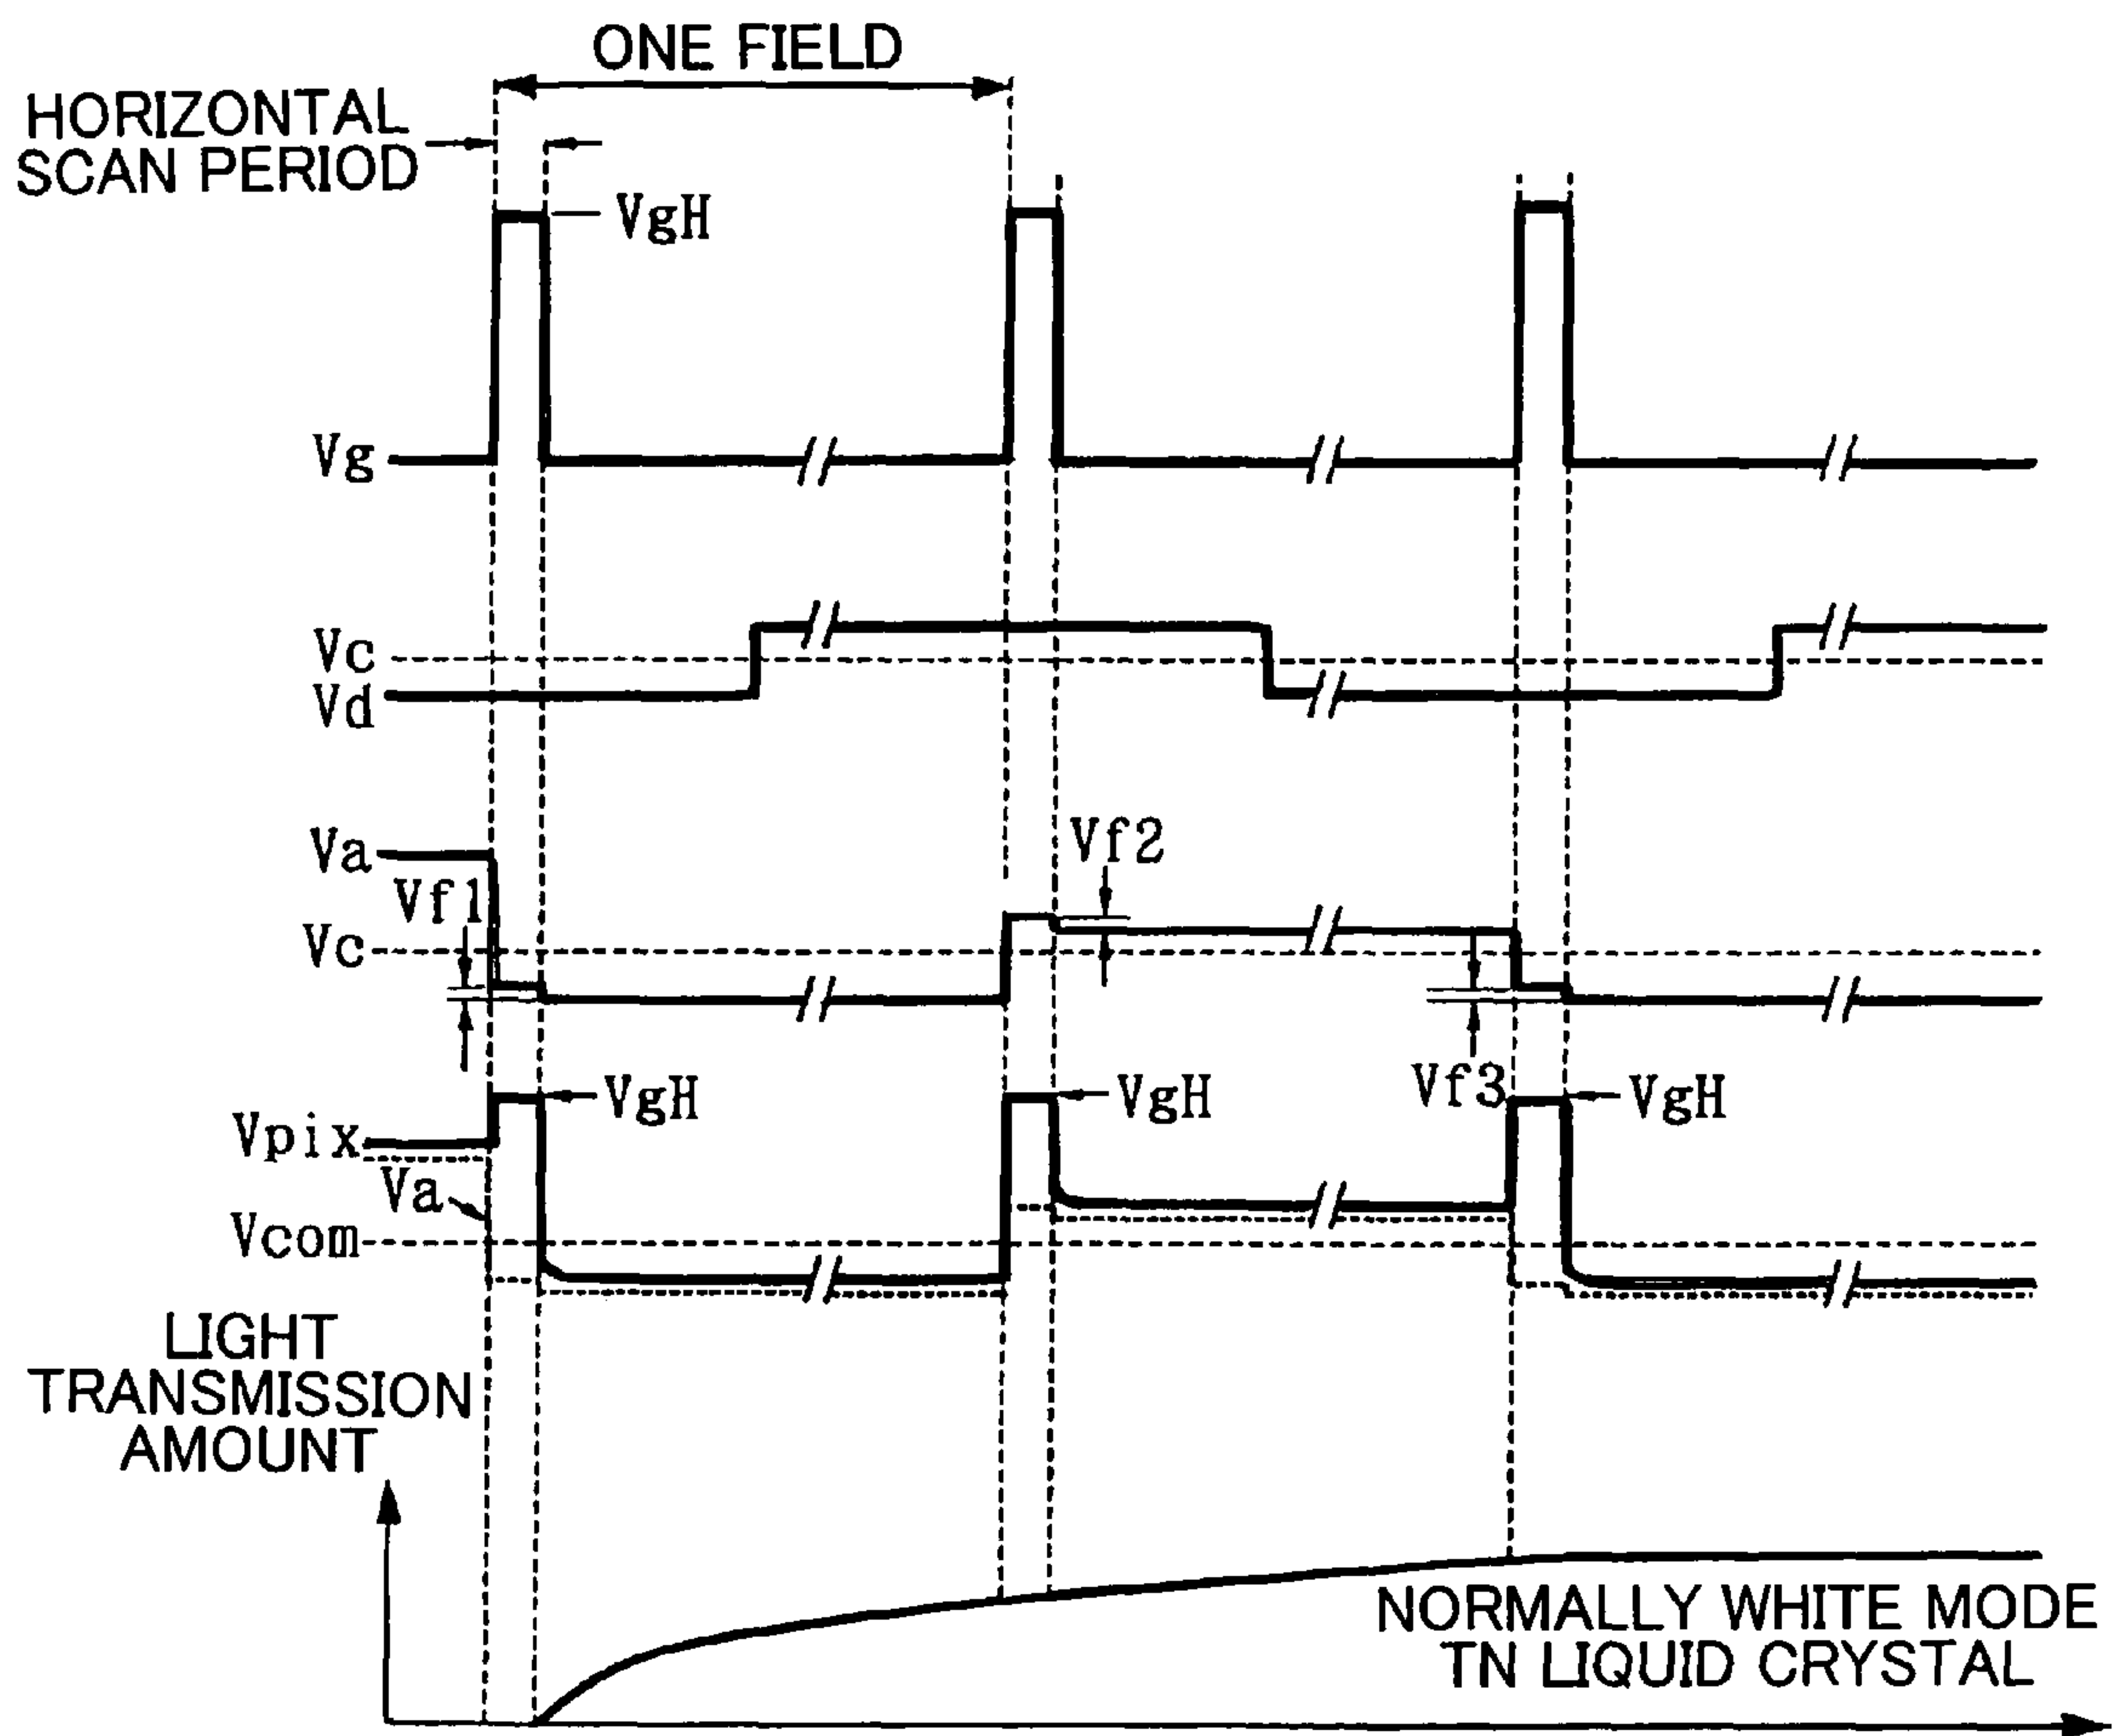 ONE FIELD
HORIZONTAL
SCAN PERIOD
VgH
Vg
Vc
Vd
Va
Vf1
Vf2
Vc
VgH
VgH
Vf3
VgH
Vpix
Va
Vcom
LIGHT
TRANSMISSION
AMOUNT
NORMALLY WHITE MODE
TN LIQUID CRYSTAL